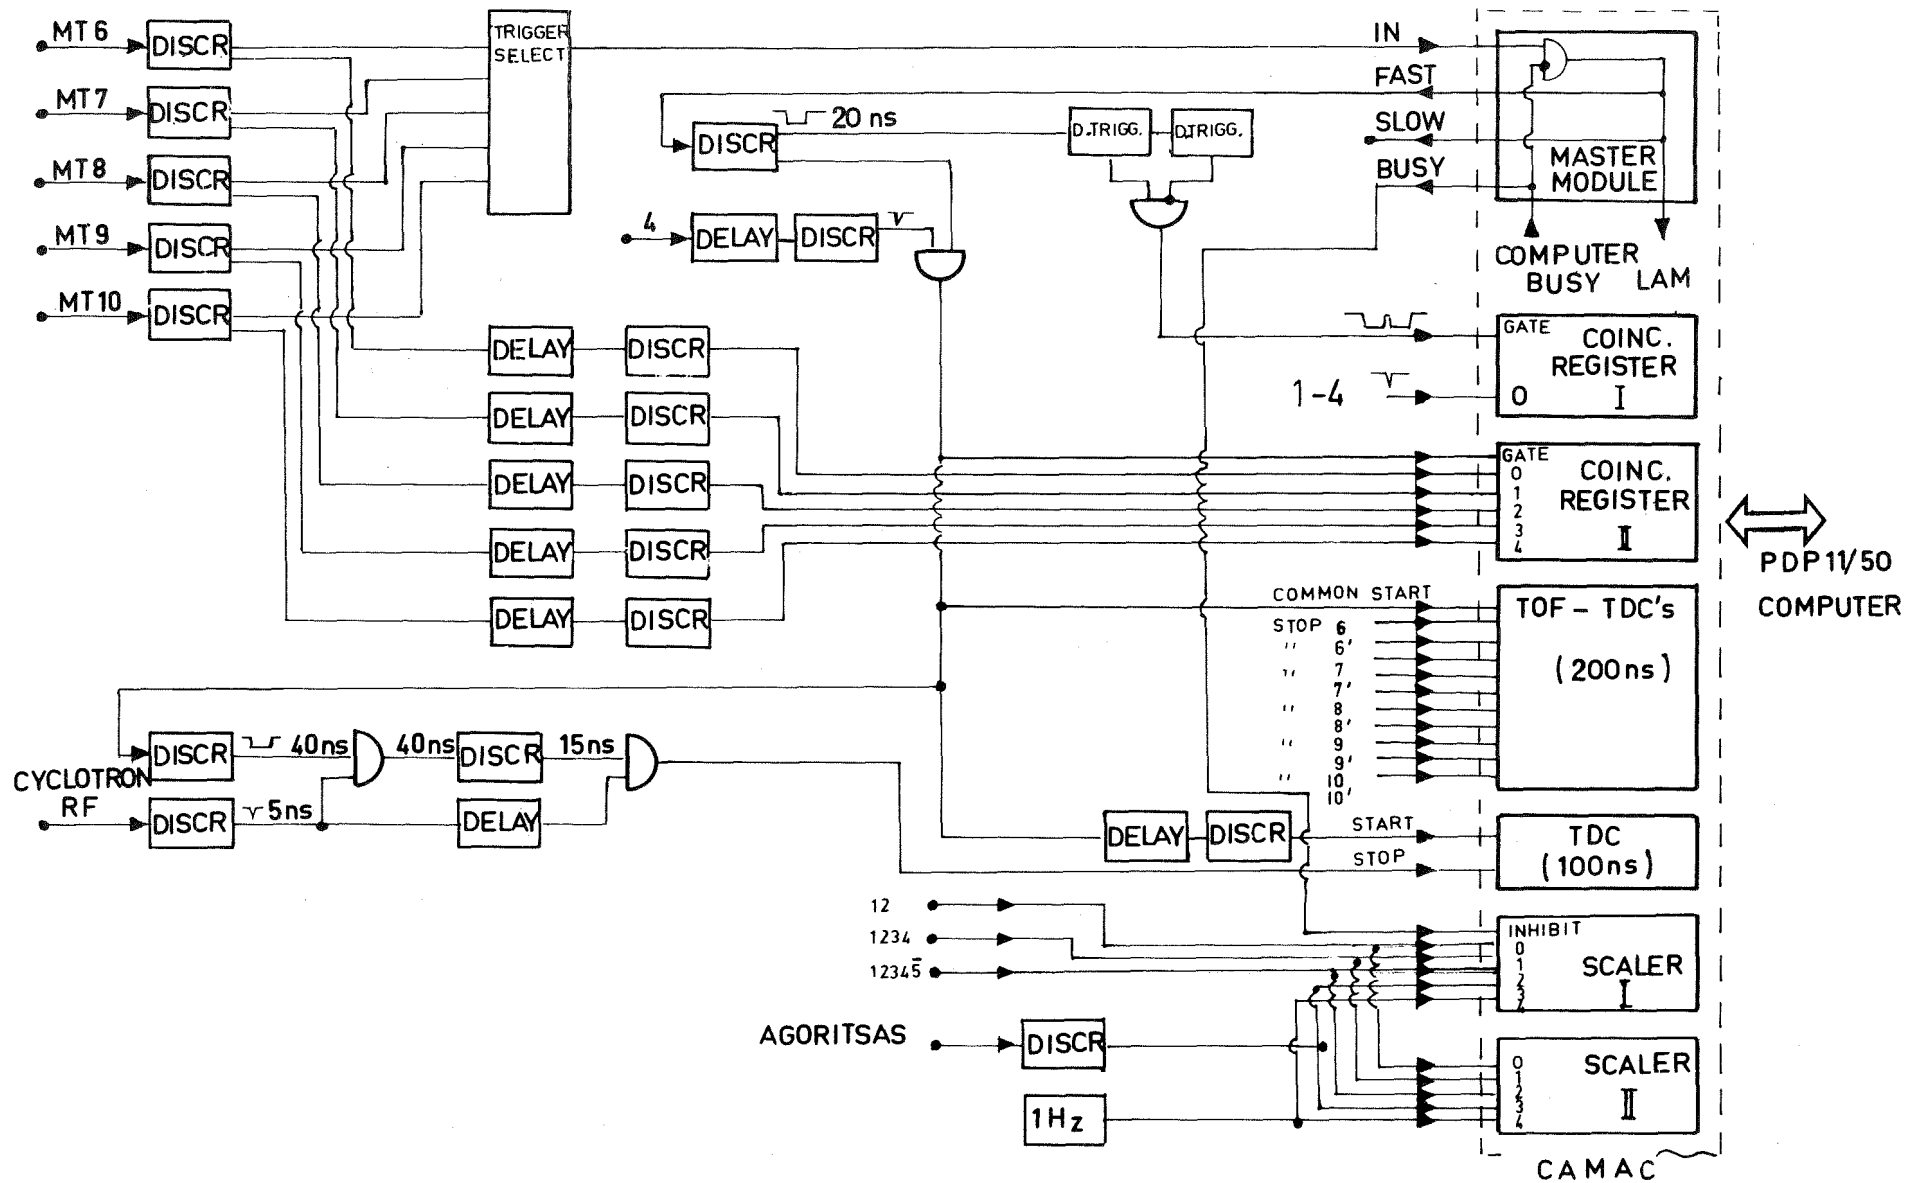 MT6
DISCR
TRIGGER
SELECT
IN
MT7
DISCR
FAST
20 ns
D.TRIGG.
D.TRIGG.
SLOW
DISCR
MASTER
MODULE
MT8
DISCR
BUSY
4
DELAY
DISCR
MT9
DISCR
COMPUTER
BUSY
LAM
MT10
DISCR
DELAY
DISCR
GATE
COINC.
REGISTER
I
1-4
O
DELAY
DISCR
GATE
0
1
2
3
4
COINC.
REGISTER
II
DELAY
DISCR
DELAY
DISCR
PDP11/50
COMPUTER
DELAY
DISCR
COMMON START
TOF - TDC's
(200ns)
STOP 6
" 6'
7
" 7'
" 8
8'
" 9
9'
" 10
10'
DISCR
40ns
40ns
DISCR
15ns
CYCLOTRON
RF
DISCR
5ns
DELAY
DELAY
DISCR
START
STOP
TDC
(100ns)
12
1234
12345̅
INHIBIT
0
1
2
3
4
SCALER
I
AGORITSAS
DISCR
0
1
2
3
4
SCALER
II
1Hz
CAMAC